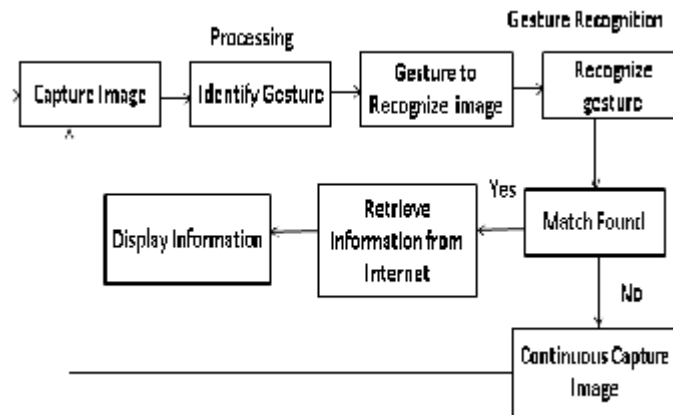 Gesture Recognition
Processing
Capture Image
Identify Gesture
Gesture to
Recognize image
Recognize
gesture
Yes
Match Found
Retrieve
Information from
Internet
Display Information
No
Continuous Capture
Image